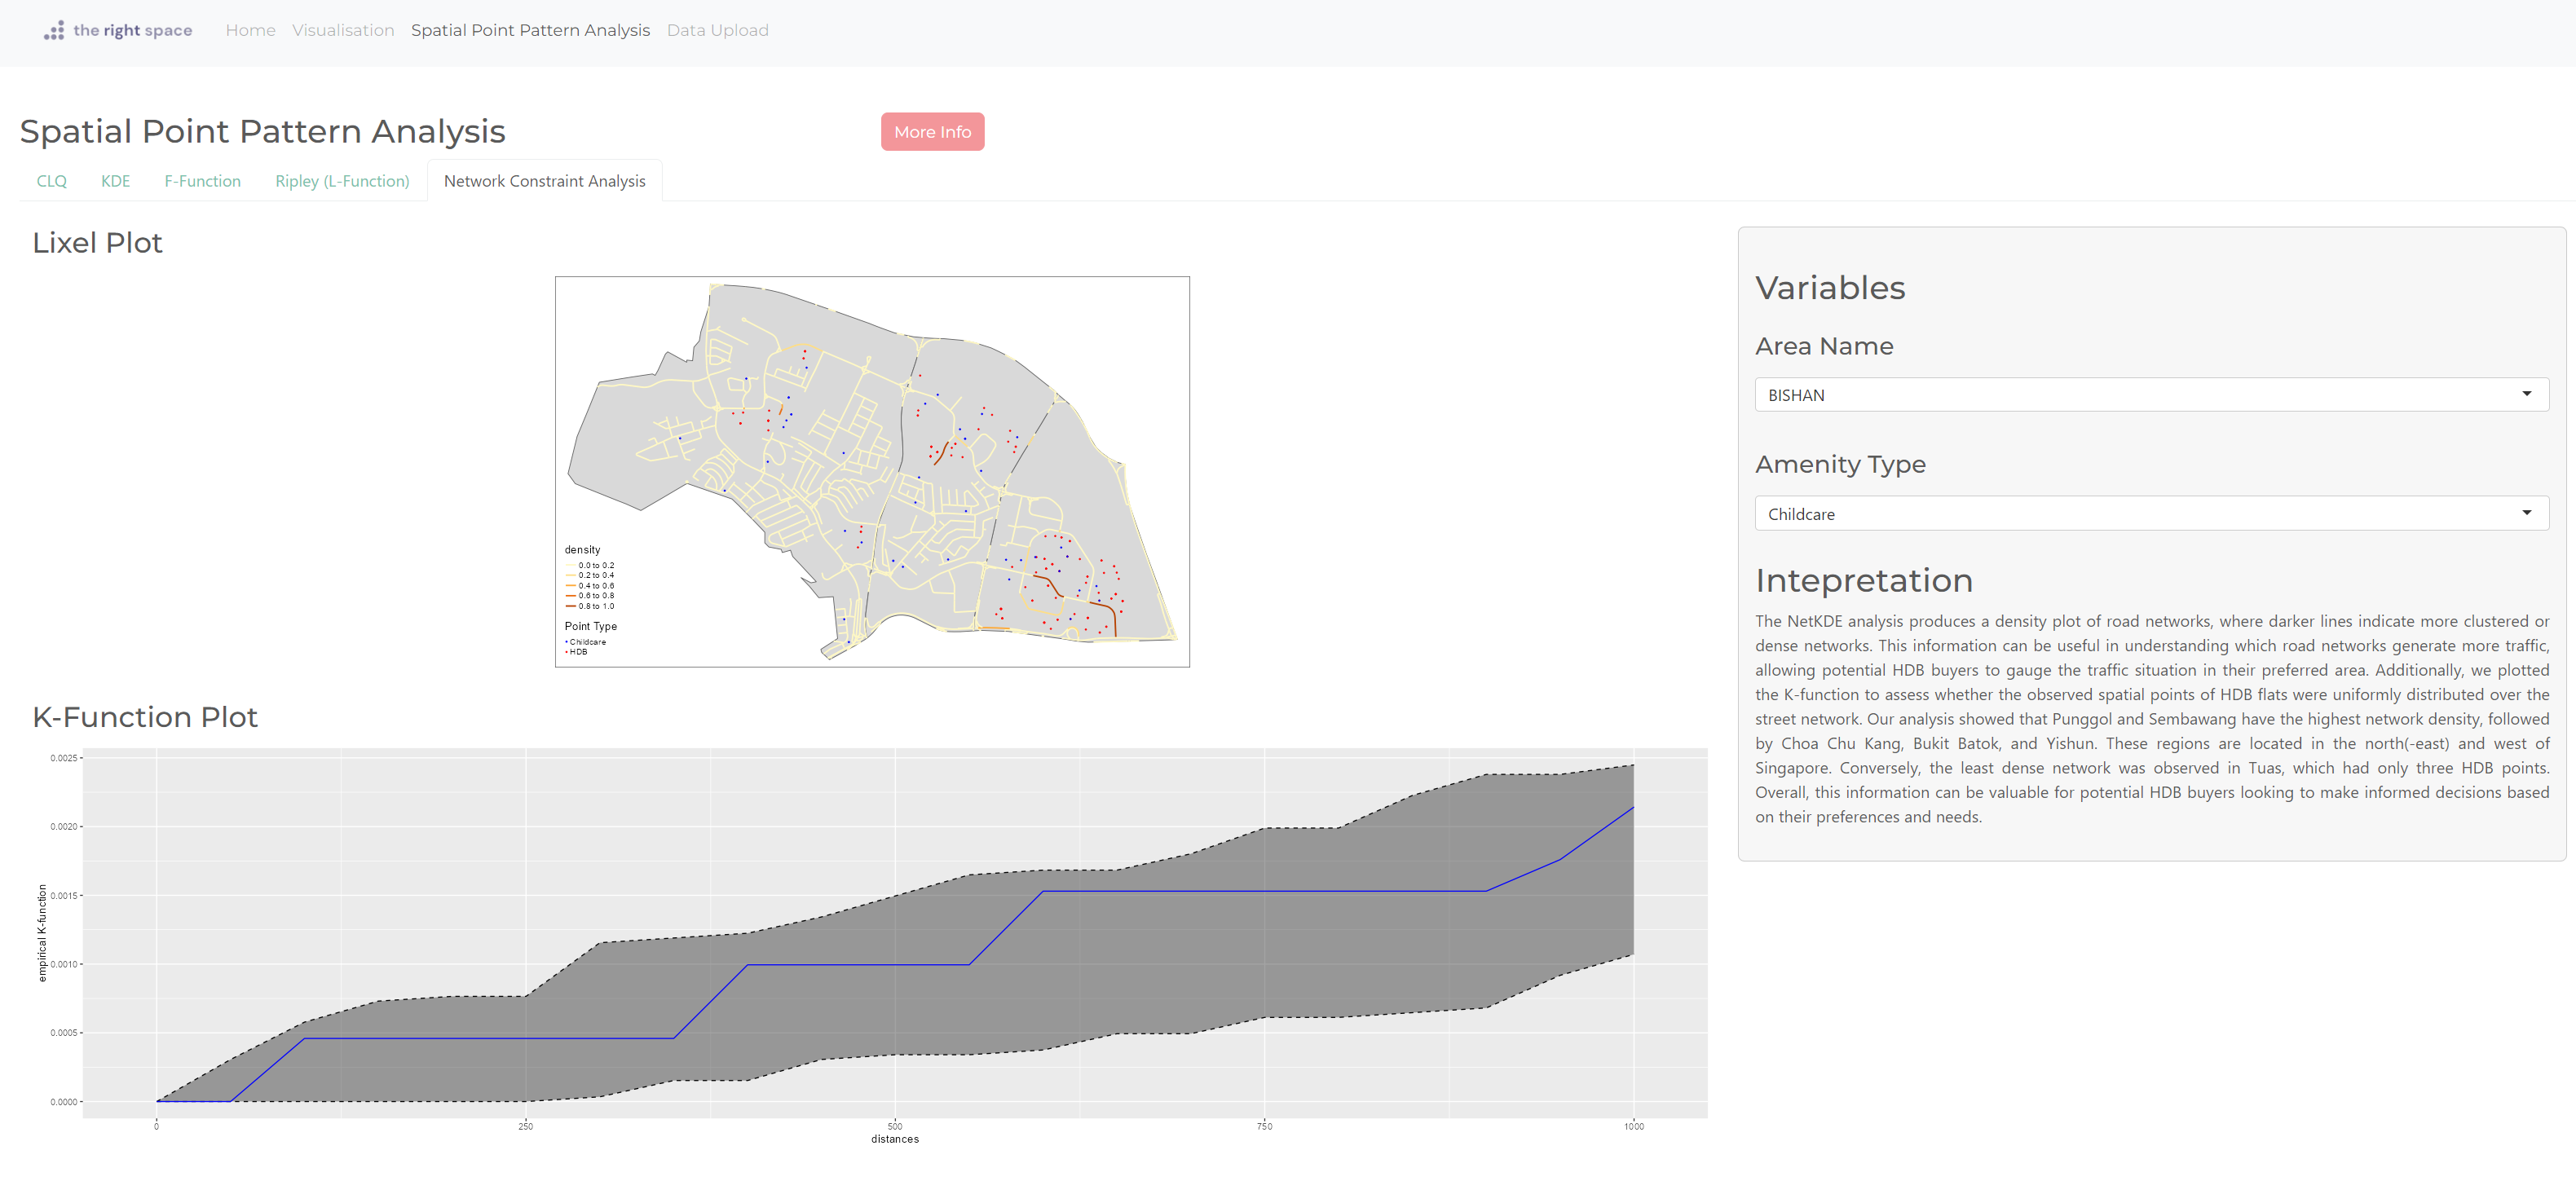 the right space
Home Visualisation Spatial Point Pattern Analysis Data Upload
Spatial Point Pattern Analysis
More Info
CLQ KDE F-Function Ripley (L-Function) Network Constraint Analysis
Lixel Plot
density
0.0 to 0.2
0.2 to 0.4
0.4 to 0.6
0.6 to 0.8
0.8 to 1.0
Point Type
Childcare
HDB
K-Function Plot
0.0025
0.0020
0.0015
0.0010
0.0005
0.0000
empirical K-function
0 250 500 750 1000
distances
Variables
Area Name
BISHAN
Amenity Type
Childcare
Intepretation
The NetKDE analysis produces a density plot of road networks, where darker lines indicate more clustered or
dense networks. This information can be useful in understanding which road networks generate more traffic,
allowing potential HDB buyers to gauge the traffic situation in their preferred area. Additionally, we plotted
the K-function to assess whether the observed spatial points of HDB flats were uniformly distributed over the
street network. Our analysis showed that Punggol and Sembawang have the highest network density, followed
by Choa Chu Kang, Bukit Batok, and Yishun. These regions are located in the north(-east) and west of
Singapore. Conversely, the least dense network was observed in Tuas, which had only three HDB points.
Overall, this information can be valuable for potential HDB buyers looking to make informed decisions based
on their preferences and needs.